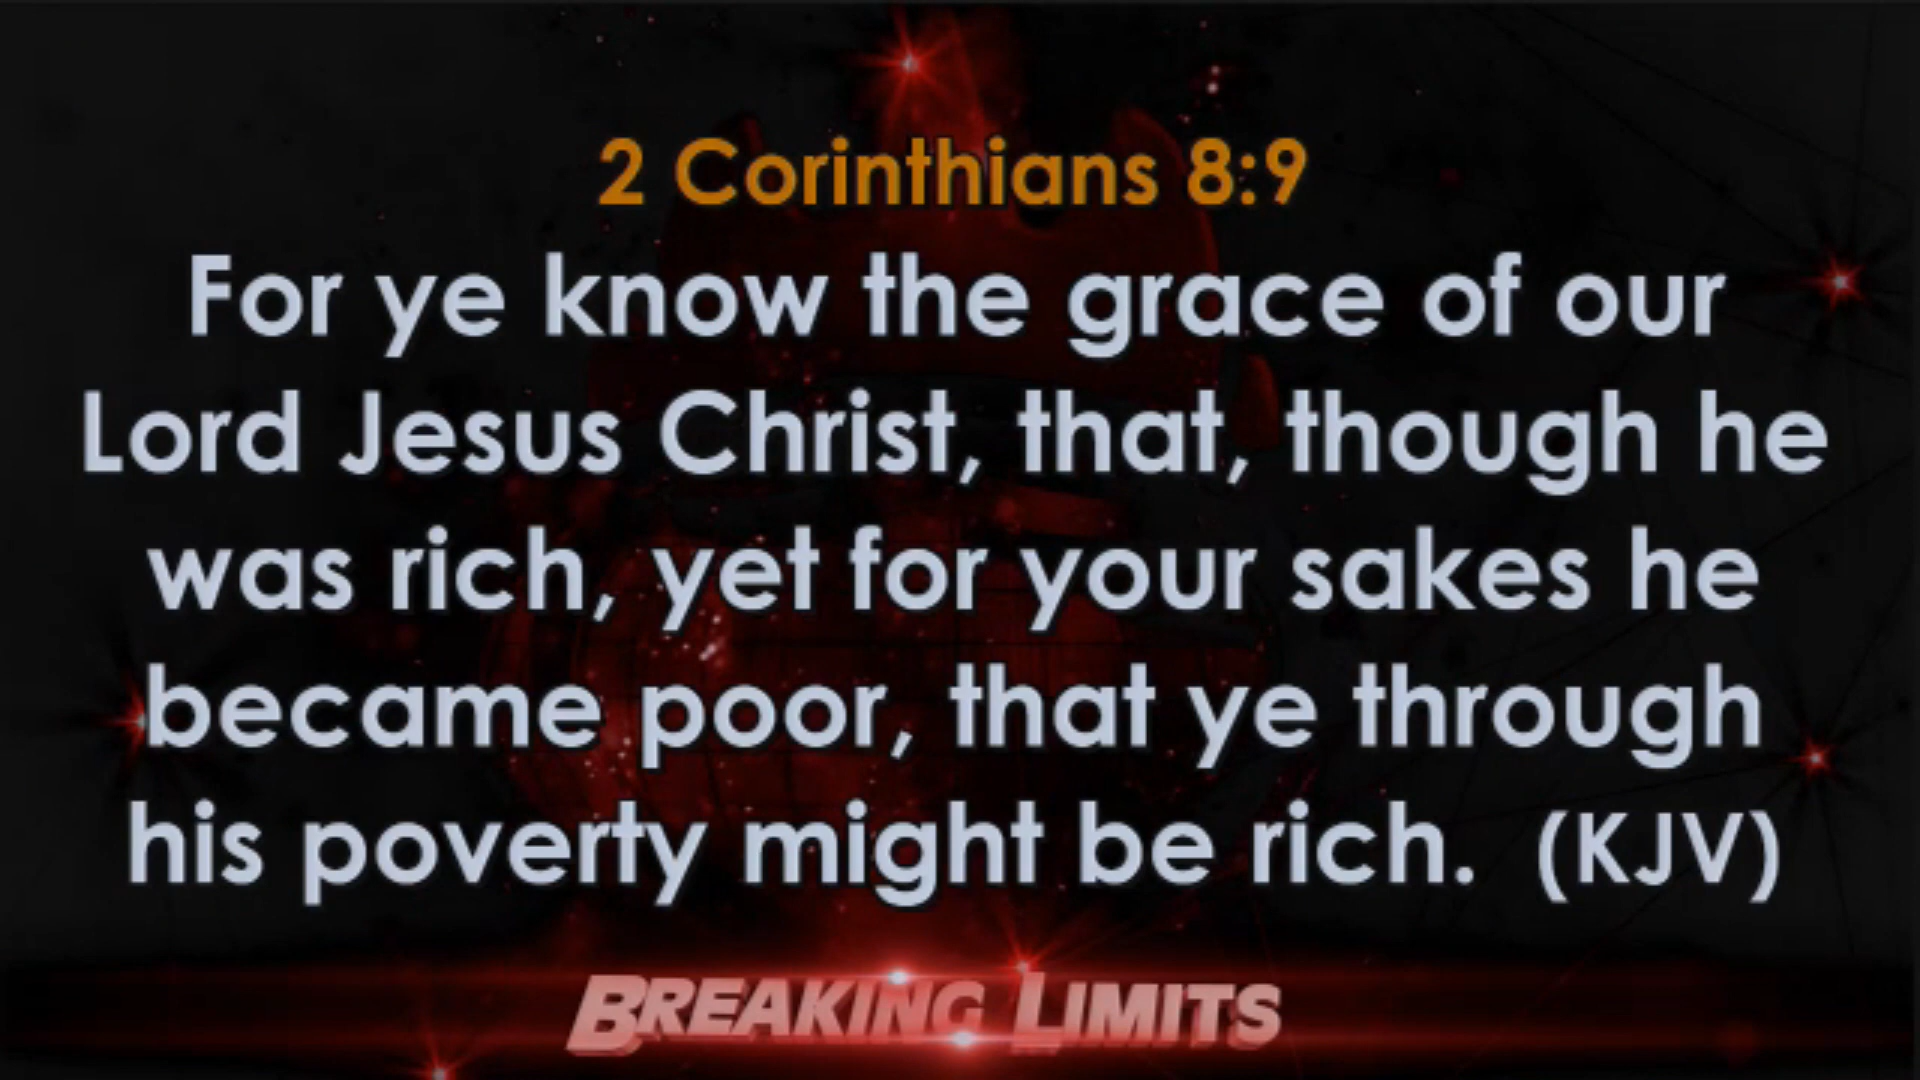 2 Corinthians 8:9
For ye know the grace of our
Lord Jesus Christ, that, though he
was rich, yet for your sakes he
became poor, that ye through
his poverty might be rich.  (KJV)
BREAKING LIMITS